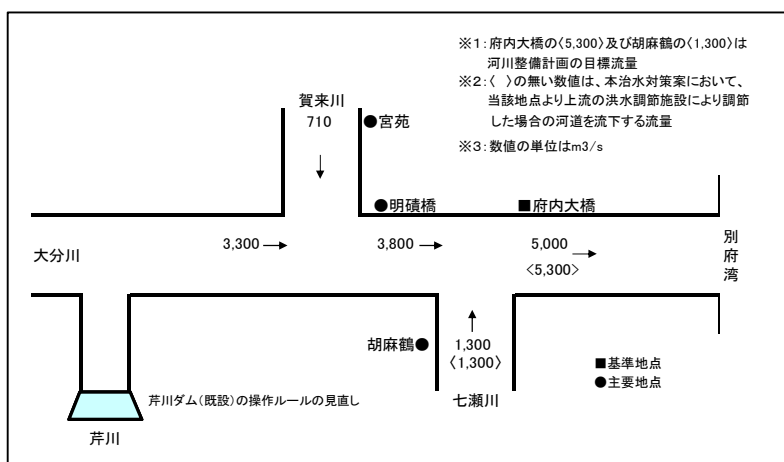 ※1：府内大橋の〈5,300〉及び胡麻鶴の〈1,300〉は
河川整備計画の目標流量
※2：〈　〉の無い数値は、本治水対策案において、
当該地点より上流の洪水調節施設により調節
した場合の河道を流下する流量
※3：数値の単位はm3/s
賀来川
710
↓
●宮苑
●明磧橋
■府内大橋
大分川
3,300→
3,800→
5,000
→
〈5,300〉
別府湾
胡麻鶴●
↑
1,300
〈1,300〉
七瀬川
■基準地点
●主要地点
芹川ダム（既設）の操作ルールの見直し
芹川